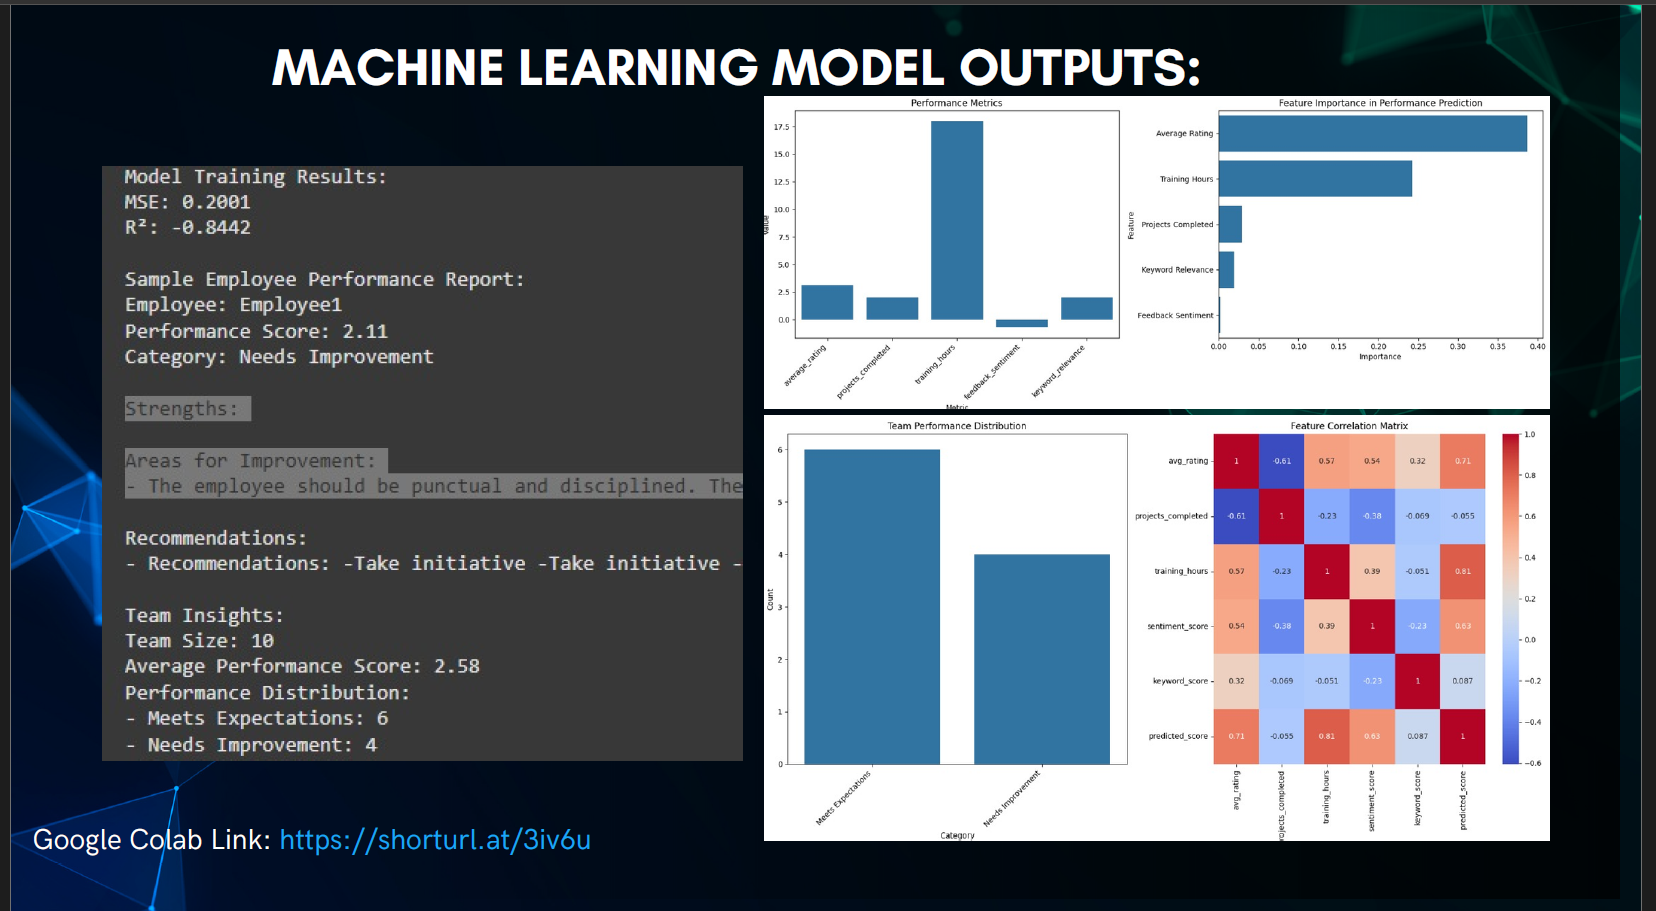 MACHINE LEARNING MODEL OUTPUTS:
Model Training Results:
MSE: 0.2001
R²: -0.8442
Sample Employee Performance Report:
Employee: Employee1
Performance Score: 2.11
Category: Needs Improvement
Strengths:
Areas for Improvement:
- The employee should be punctual and disciplined. The
Recommendations:
- Recommendations: -Take initiative -Take initiative -
Team Insights:
Team Size: 10
Average Performance Score: 2.58
Performance Distribution:
- Meets Expectations: 6
- Needs Improvement: 4
Google Colab Link: https://shorturl.at/3iv6u
Performance Metrics
Value
17.5
15.0
12.5
10.0
7.5
5.0
2.5
0.0
average_rating
projects_completed
training_hours
feedback_sentiment
keyword_relevance
Metric
Feature Importance in Performance Prediction
Feature
Average Rating
Training Hours
Projects Completed
Keyword Relevance
Feedback Sentiment
0.00 0.05 0.10 0.15 0.20 0.25 0.30 0.35 0.40
Importance
Team Performance Distribution
Count
6
5
4
3
2
1
0
Meets Expectations
Needs Improvement
Category
Feature Correlation Matrix
avg_rating 1 -0.61 0.57 0.54 0.32 0.71
projects_completed -0.61 1 -0.23 -0.38 -0.069 -0.055
training_hours 0.57 -0.23 1 0.39 -0.051 0.81
sentiment_score 0.54 -0.38 0.39 1 -0.23 0.63
keyword_score 0.32 -0.069 -0.051 -0.23 1 0.087
predicted_score 0.71 -0.055 0.81 0.63 0.087 1
avg_rating
rojects_completed
training_hours
sentiment_score
keyword_score
predicted_score
1.0
0.8
0.6
0.4
0.2
0.0
-0.2
-0.4
-0.6